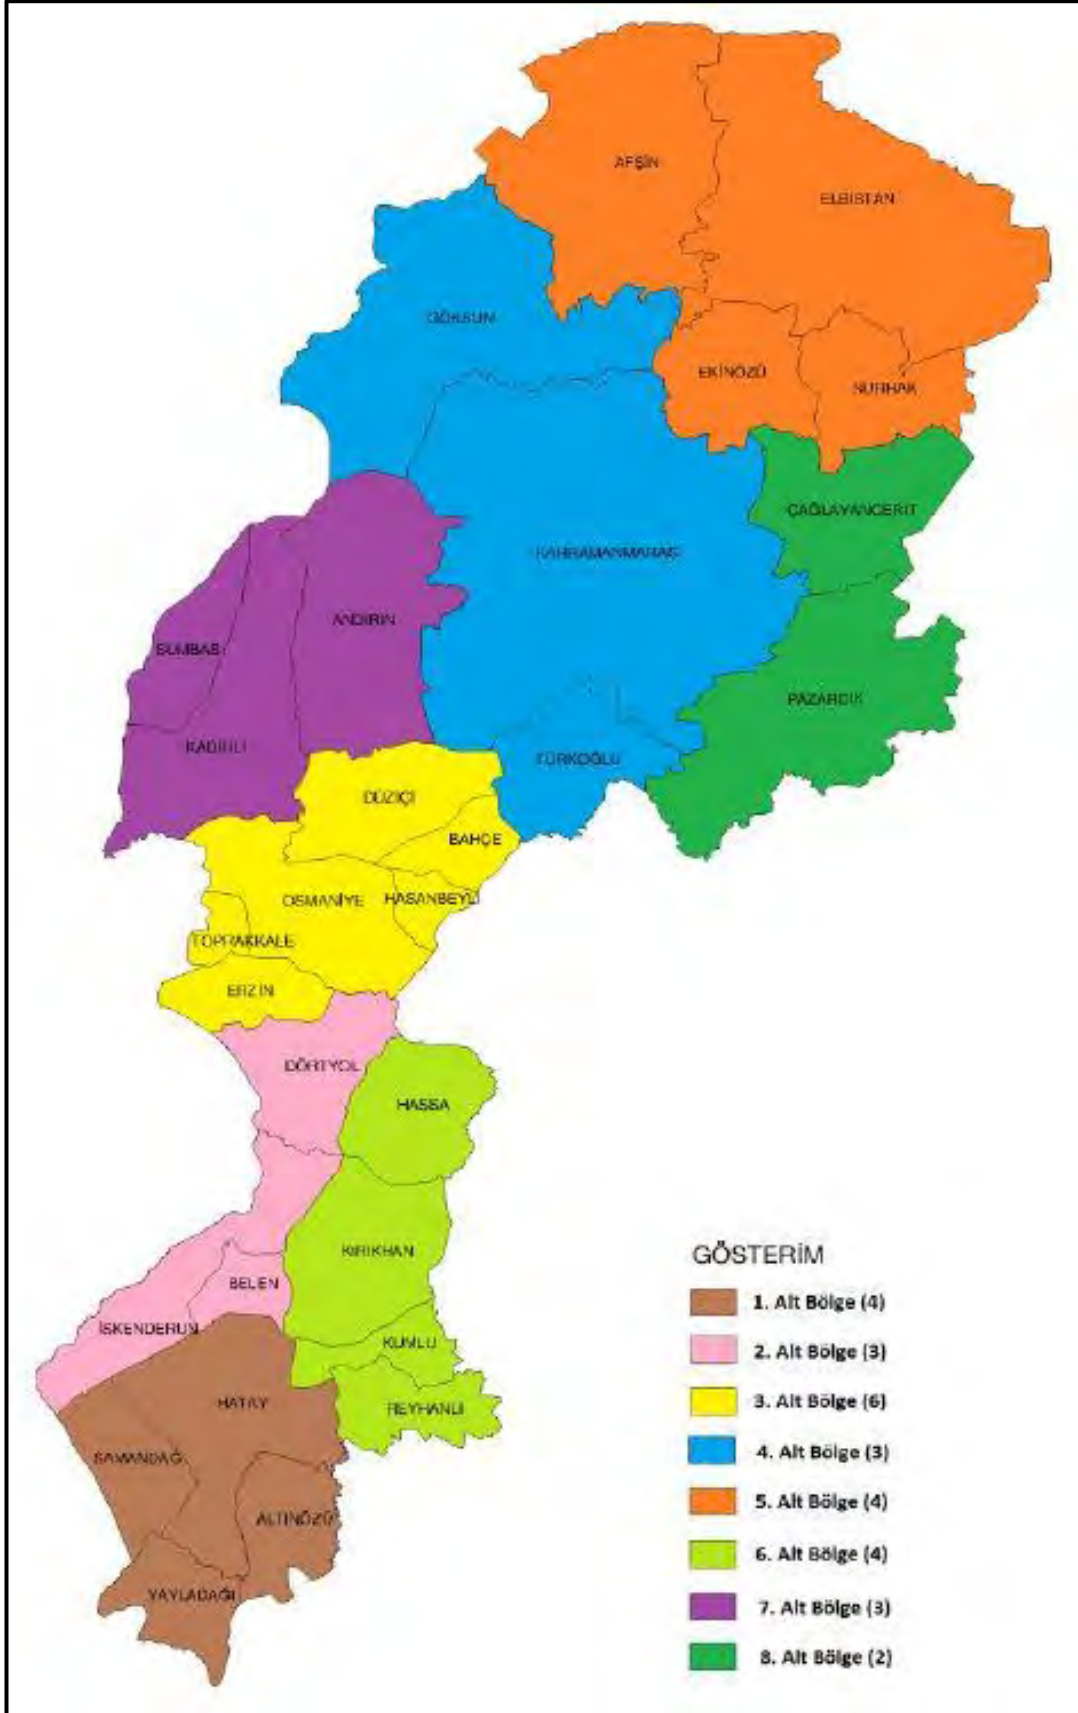 AFŞİN
ELBİSTAN
GÖKSUN
EKİNÖZÜ
NURHAK
ÇAĞLAYANCERİT
KAHRAMANMARAŞ
ANDIRIN
SUMBAS
PAZARCIK
KADİRLİ
TÜRKOĞLU
DÜZİÇİ
BAHÇE
OSMANİYE
HASANBEYLİ
TOPRAKKALE
ERZİN
DÖRTYOL
HASSA
KIRIKHAN
BELEN
İSKENDERUN
KUMLU
HATAY
REYHANLI
SAMANDAĞ
ALTINÖZÜ
YAYLADAĞI
GÖSTERİM
1. Alt Bölge (4)
2. Alt Bölge (3)
3. Alt Bölge (6)
4. Alt Bölge (3)
5. Alt Bölge (4)
6. Alt Bölge (4)
7. Alt Bölge (3)
8. Alt Bölge (2)